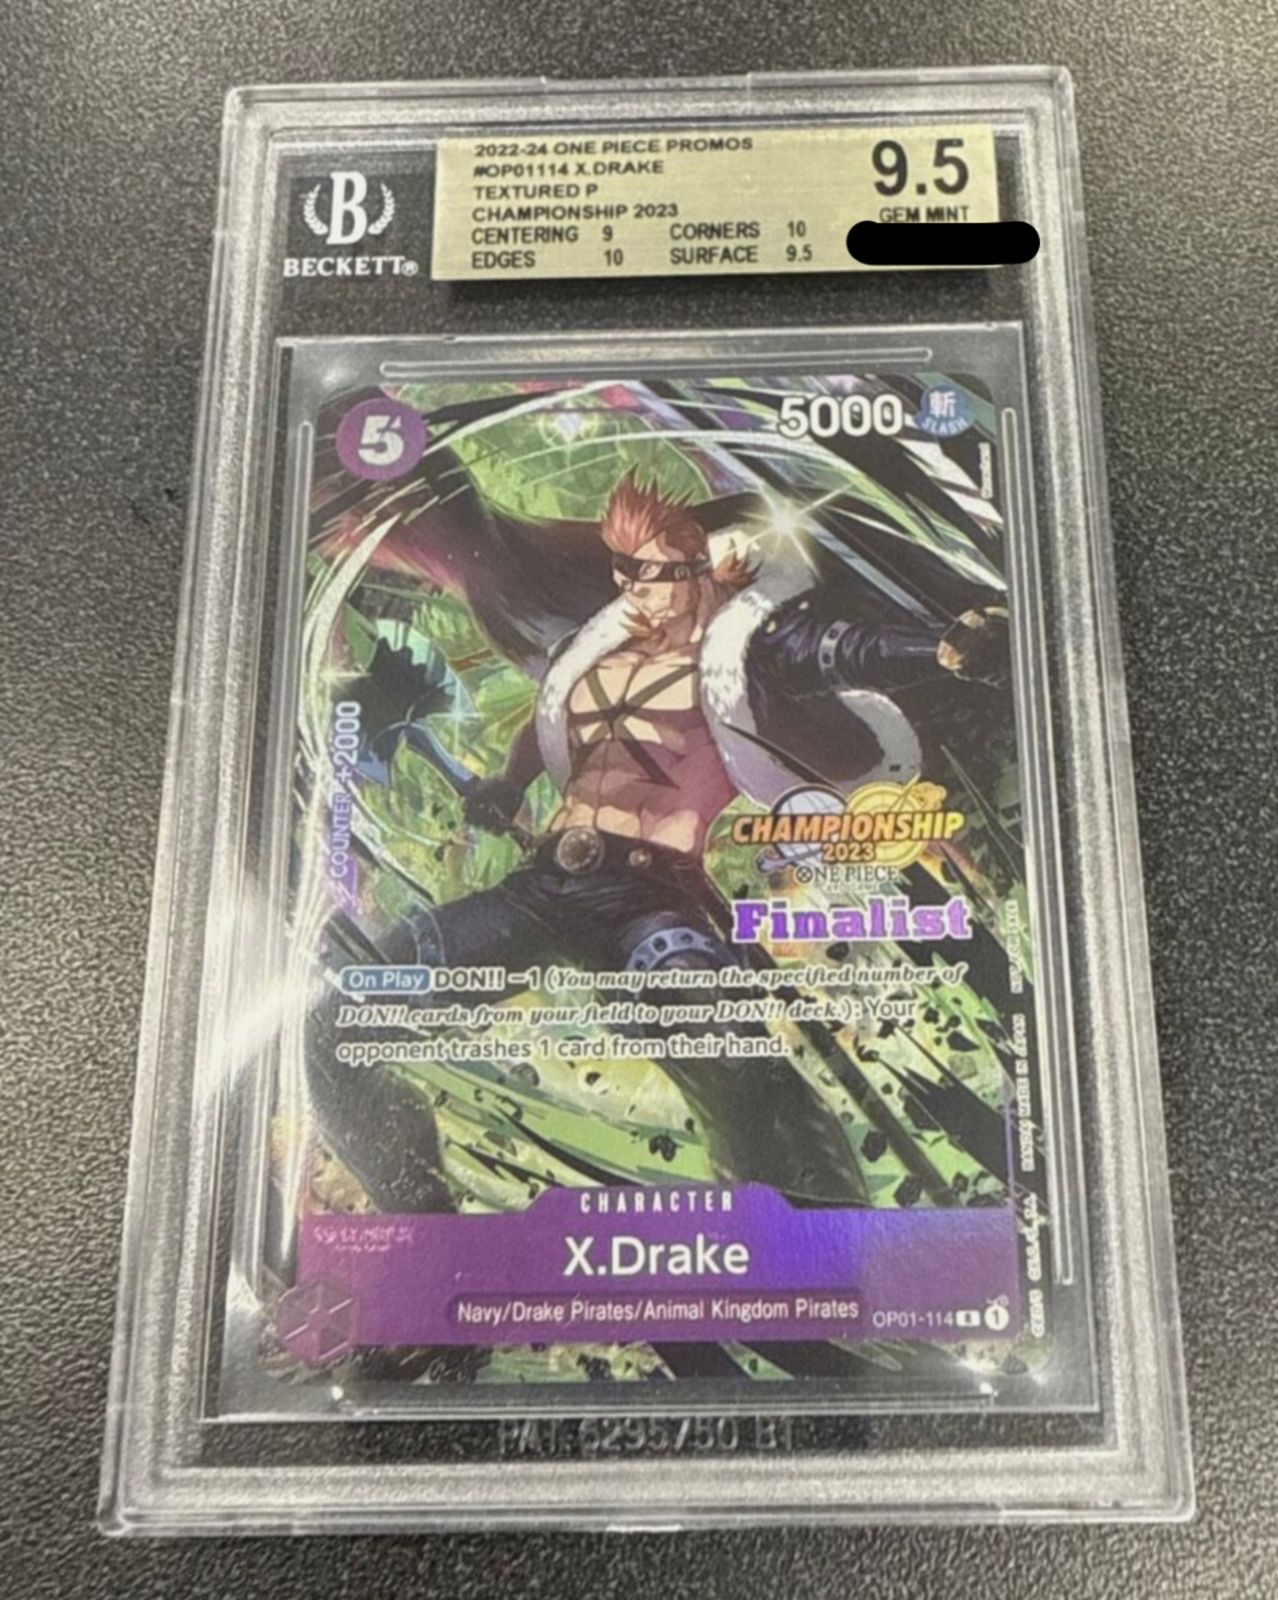 2022-24 ONE PIECE PROMOS
#OP01114 X.DRAKE
TEXTURED P
CHAMPIONSHIP 2023
CENTERING 9 CORNERS 10
EDGES 10 SURFACE 9.5
9.5
GEM MINT
B
BECKETT®
5
5000
斬
SLASH
COUNTER +2000
CHAMPIONSHIP
2023
ONE PIECE
Finalist
On Play DON!! −1 (You may return the specified number of
DON!! cards from your field to your DON!! deck.): Your
opponent trashes 1 card from their hand.
CHARACTER
X.Drake
Navy/Drake Pirates/Animal Kingdom Pirates
OP01-114 R 1
PAT. 6295750 B1